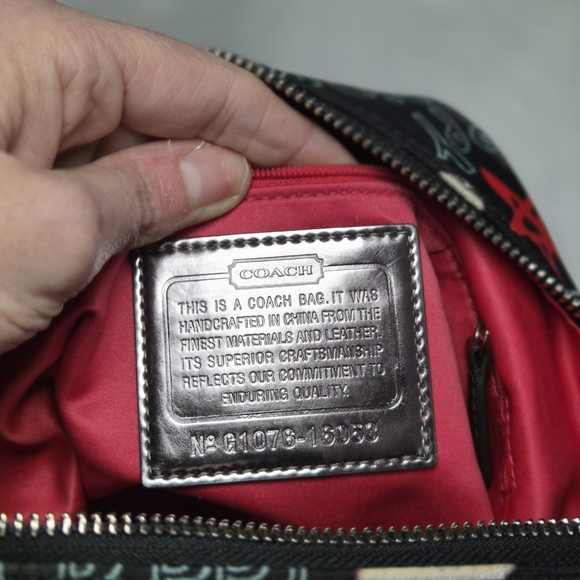 COACH
THIS IS A COACH BAG. IT WAS
HANDCRAFTED IN CHINA FROM THE
FINEST MATERIALS AND LEATHER.
ITS SUPERIOR CRAFTSMANSHIP
REFLECTS OUR COMMITMENT TO
ENDURING QUALITY.
Nº G1076-16053